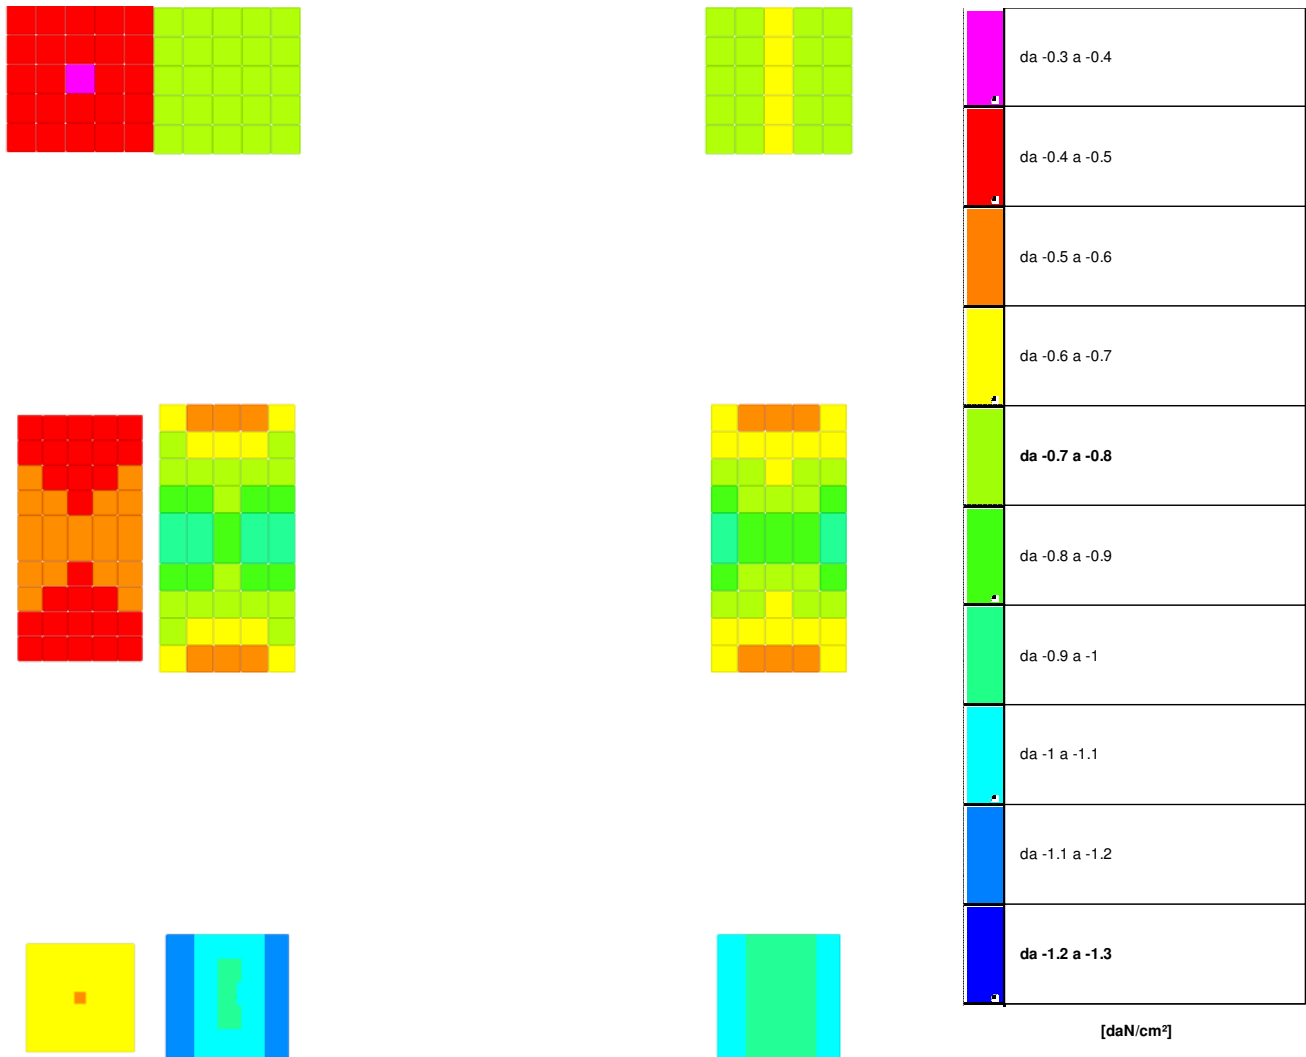 da -0.3 a -0.4
da -0.4 a -0.5
da -0.5 a -0.6
da -0.6 a -0.7
da -0.7 a -0.8
da -0.8 a -0.9
da -0.9 a -1
da -1 a -1.1
da -1.1 a -1.2
da -1.2 a -1.3
[daN/cm²]